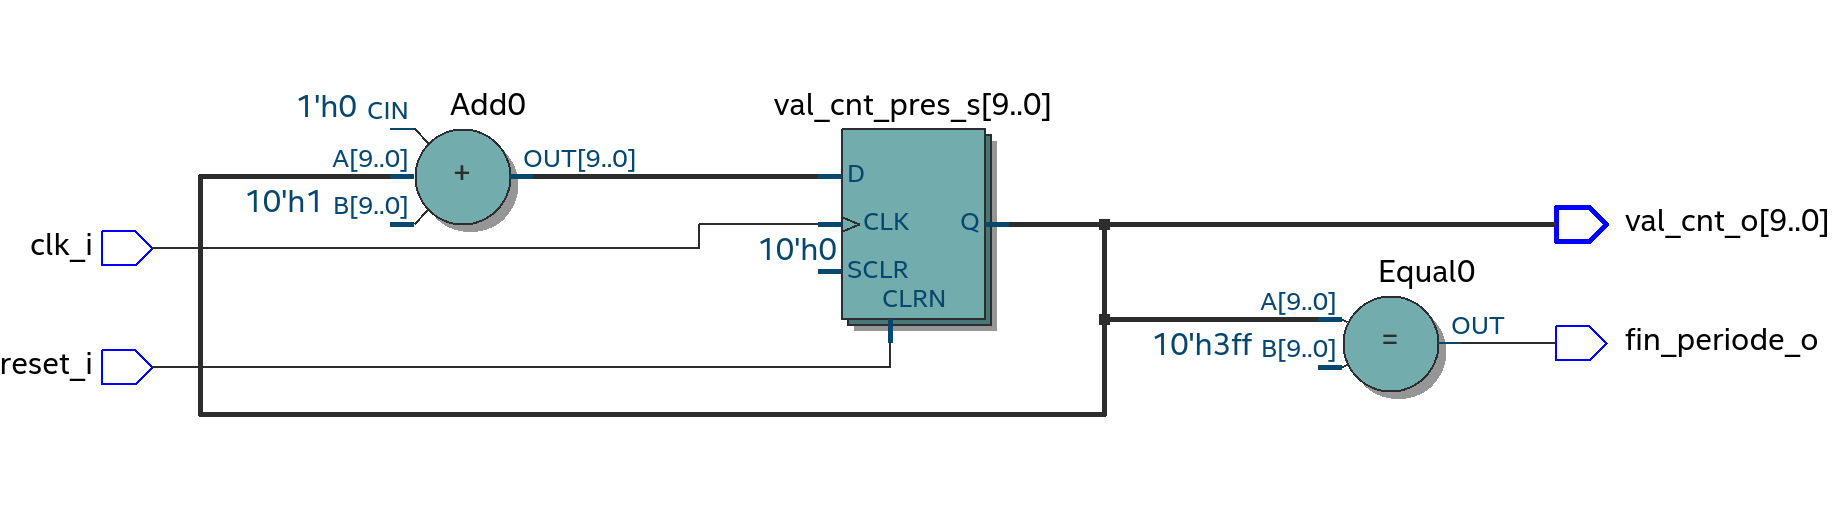 1'h0 CIN
Add0
A[9..0]
+
OUT[9..0]
10'h1 B[9..0]
clk_i
reset_i
val_cnt_pres_s[9..0]
D
CLK
Q
10'h0
SCLR
CLRN
val_cnt_o[9..0]
Equal0
A[9..0]
=
OUT
10'h3ff B[9..0]
fin_periode_o